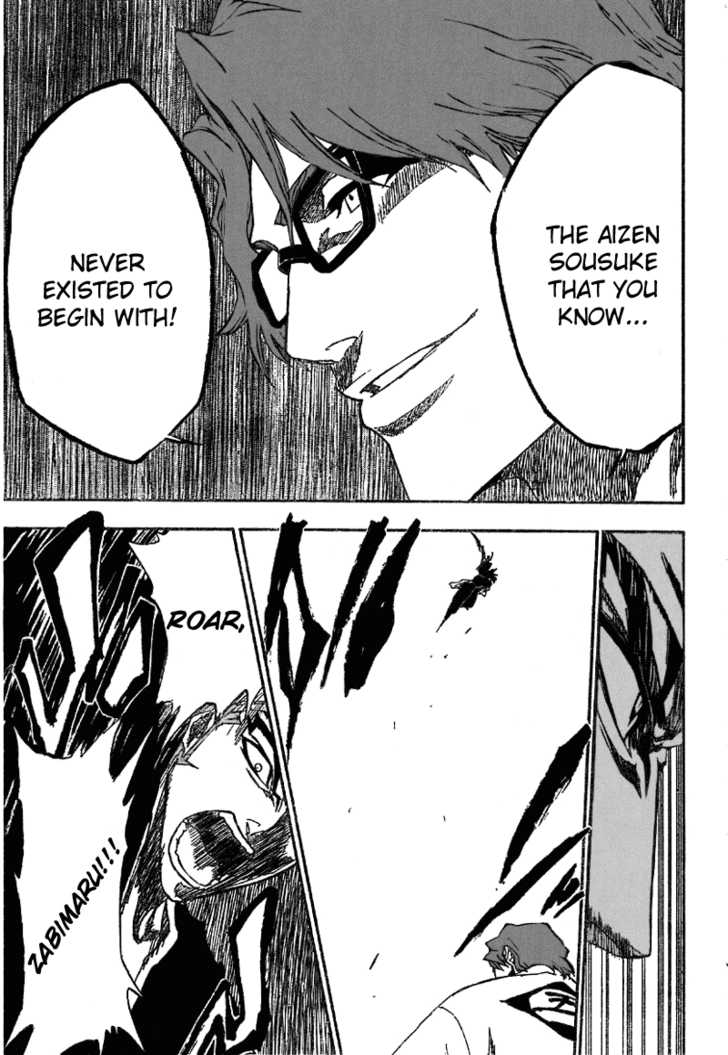 THE AIZEN
SOUSUKE
THAT YOU
KNOW...
NEVER
EXISTED TO
BEGIN WITH!
ROAR,
ZABIMARU!!!